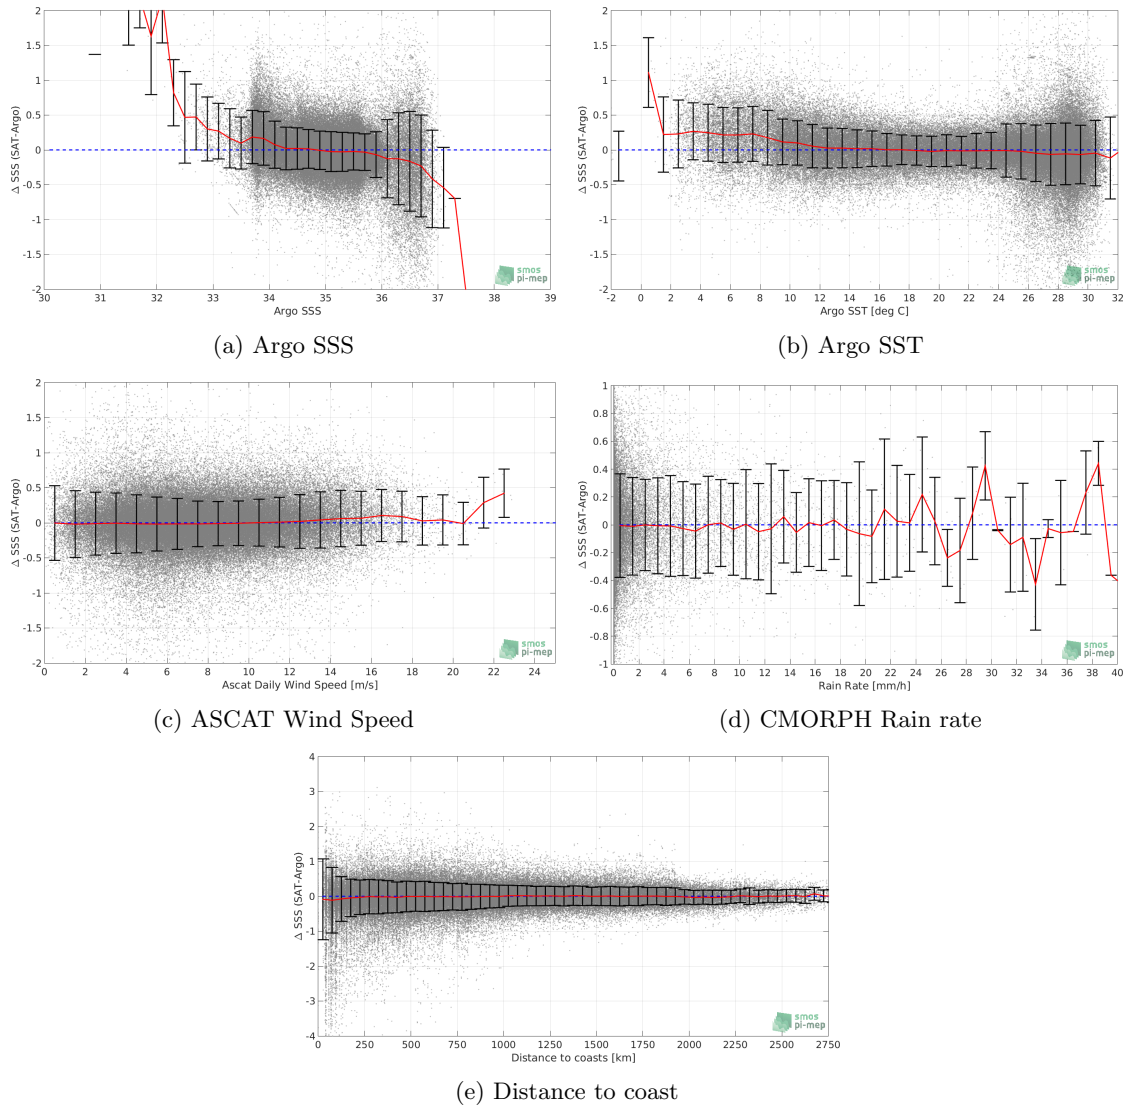 2
1.5
1
0.5
0
-0.5
-1
-1.5
-2
Δ SSS (SAT-Argo)
30 31 32 33 34 35 36 37 38 39
Argo SSS
smos
pi-mep
(a) Argo SSS
2
1.5
1
0.5
0
-0.5
-1
-1.5
-2
Δ SSS (SAT-Argo)
-2 0 2 4 6 8 10 12 14 16 18 20 22 24 26 28 30 32
Argo SST [deg C]
smos
pi-mep
(b) Argo SST
2
1.5
1
0.5
0
-0.5
-1
-1.5
-2
Δ SSS (SAT-Argo)
0 2 4 6 8 10 12 14 16 18 20 22 24
Ascat Daily Wind Speed [m/s]
smos
pi-mep
(c) ASCAT Wind Speed
1
0.8
0.6
0.4
0.2
0
-0.2
-0.4
-0.6
-0.8
-1
Δ SSS (SAT-Argo)
0 2 4 6 8 10 12 14 16 18 20 22 24 26 28 30 32 34 36 38 40
Rain Rate [mm/h]
smos
pi-mep
(d) CMORPH Rain rate
4
3
2
1
0
-1
-2
-3
-4
Δ SSS (SAT-Argo)
0 250 500 750 1000 1250 1500 1750 2000 2250 2500 2750
Distance to coasts [km]
smos
pi-mep
(e) Distance to coast